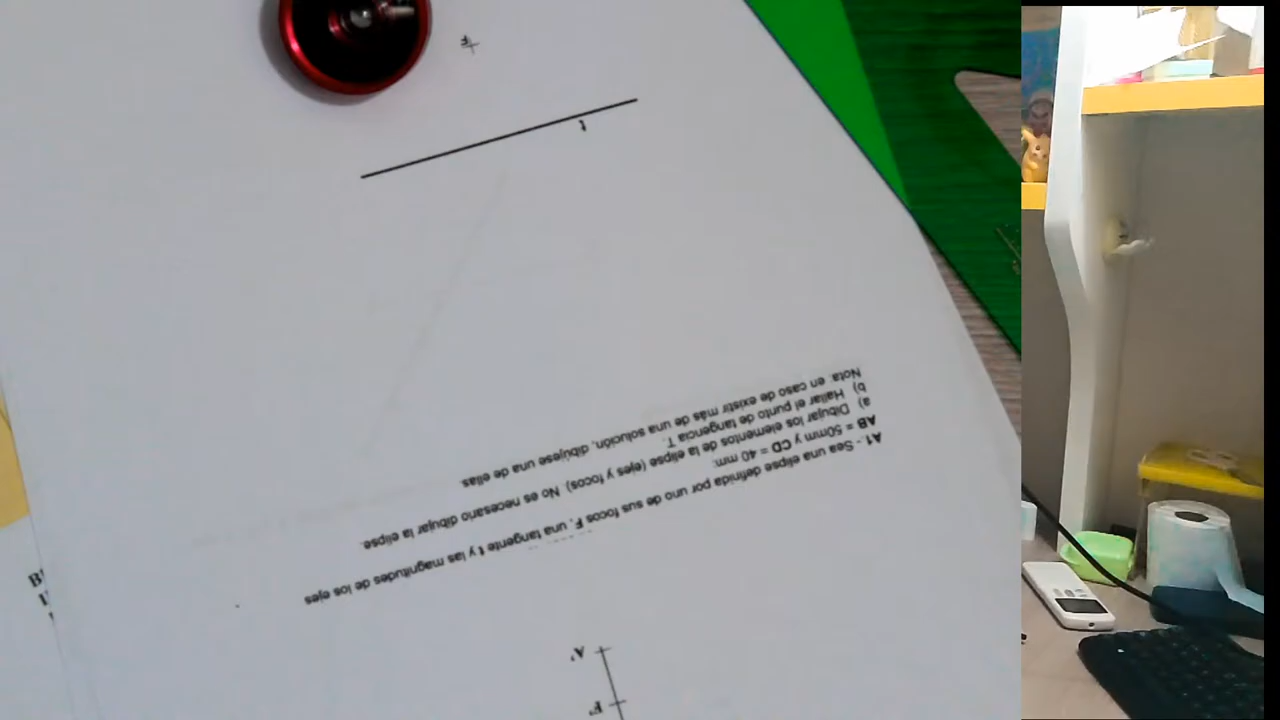 A1.- Sea una elipse definida por uno de sus focos F, una tangente t y las magnitudes de los ejes
AB = 50mm y CD = 40 mm:
a) Dibujar los elementos de la elipse (ejes y focos). No es necesario dibujar la elipse.
b) Hallar el punto de tangencia T.
Nota: en caso de existir más de una solución, dibújese una de ellas.
t
F
F'
A'